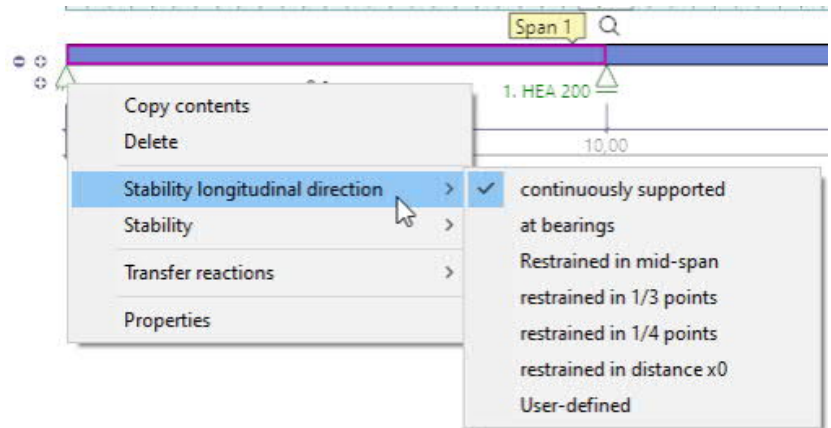 Span 1
1. HEA 200
10,00
Copy contents
Delete
Stability longitudinal direction
Stability
Transfer reactions
Properties
continuously supported
at bearings
Restrained in mid-span
restrained in 1/3 points
restrained in 1/4 points
restrained in distance x0
User-defined